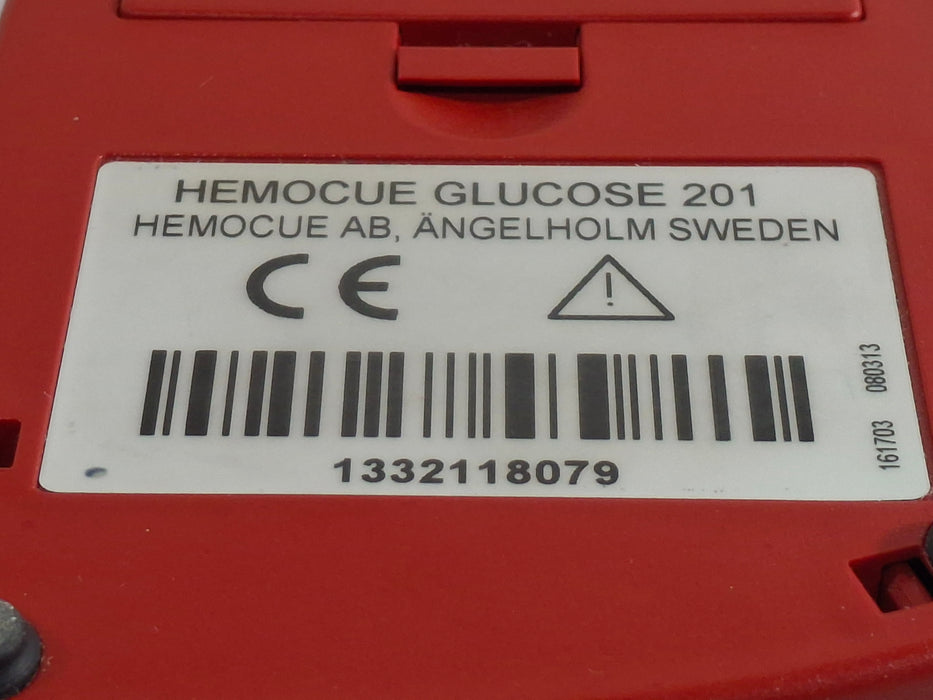 HEMOCUE GLUCOSE 201
HEMOCUE AB, ÄNGELHOLM SWEDEN
CE
!
1332118079
161703 080313